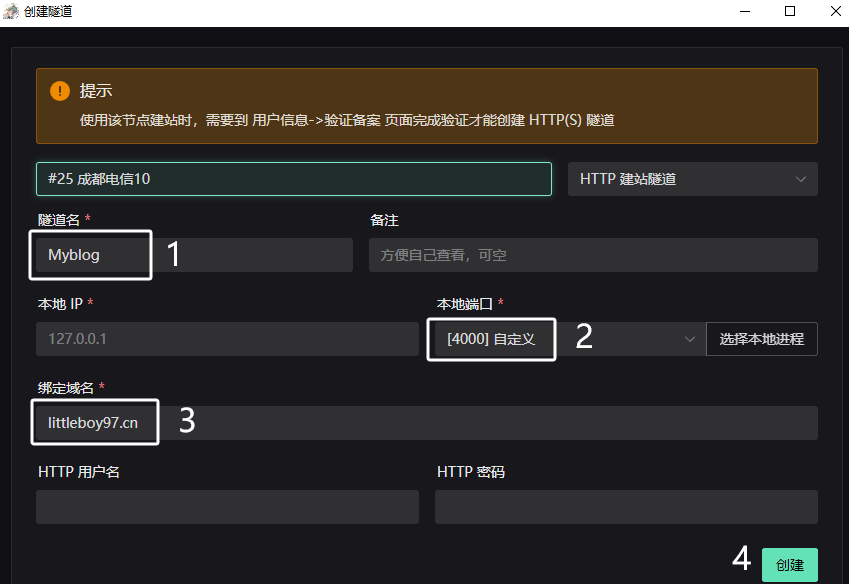 创建隧道
提示
使用该节点建站时，需要到 用户信息->验证备案 页面完成验证才能创建 HTTP(S) 隧道
#25 成都电信10 HTTP 建站隧道
隧道名 * 备注
Myblog 1 方便自己查看，可空
本地 IP * 本地端口 *
127.0.0.1 [4000] 自定义 2 选择本地进程
绑定域名 *
littleboy97.cn 3
HTTP 用户名 HTTP 密码
4 创建